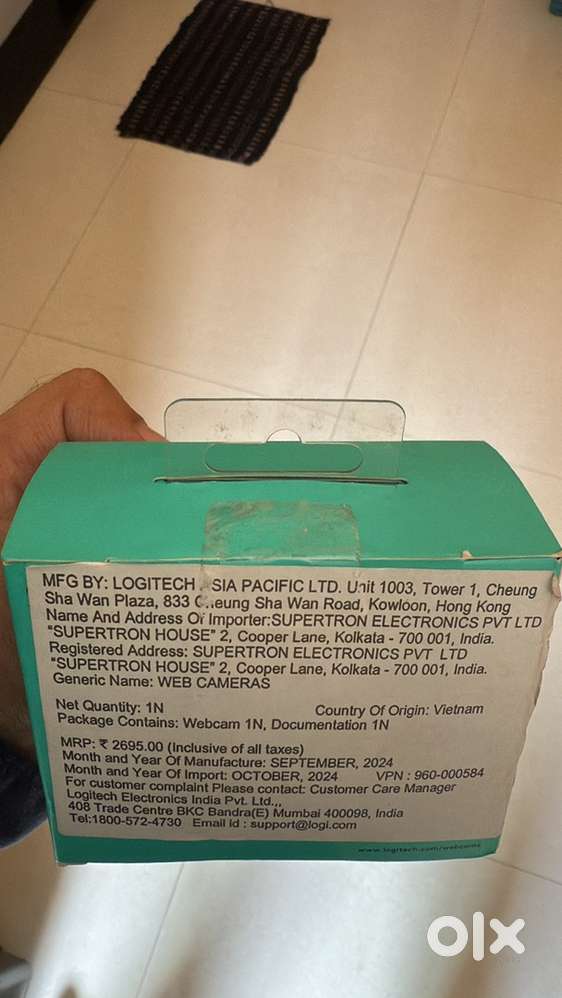 MFG BY: LOGITECH ASIA PACIFIC LTD. Unit 1003, Tower 1, Cheung
Sha Wan Plaza, 833 Cheung Sha Wan Road, Kowloon, Hong Kong
Name And Address Of Importer:SUPERTRON ELECTRONICS PVT LTD
"SUPERTRON HOUSE" 2, Cooper Lane, Kolkata - 700 001, India.
Registered Address: SUPERTRON ELECTRONICS PVT LTD
"SUPERTRON HOUSE" 2, Cooper Lane, Kolkata - 700 001, India.
Generic Name: WEB CAMERAS
Net Quantity: 1N Country Of Origin: Vietnam
Package Contains: Webcam 1N, Documentation 1N
MRP: ₹ 2695.00 (Inclusive of all taxes)
Month and Year Of Manufacture: SEPTEMBER, 2024
Month and Year Of Import: OCTOBER, 2024 VPN : 960-000584
For customer complaint Please contact: Customer Care Manager
Logitech Electronics India Pvt. Ltd.,,
408 Trade Centre BKC Bandra(E) Mumbai 400098, India
Tel:1800-572-4730 Email Id : support@logi.com
www.logitech.com/webcams
olx